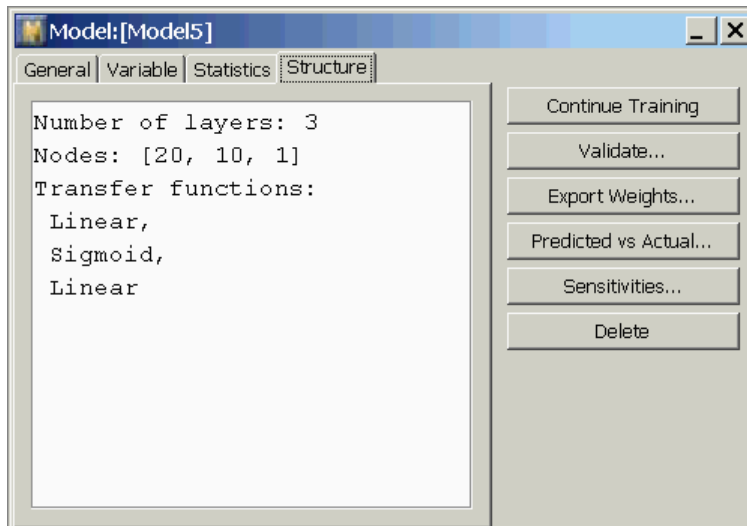 Model:[Model5]
General Variable Statistics Structure
Number of layers: 3
Nodes: [20, 10, 1]
Transfer functions:
Linear,
Sigmoid,
Linear
Continue Training
Validate...
Export Weights...
Predicted vs Actual...
Sensitivities...
Delete